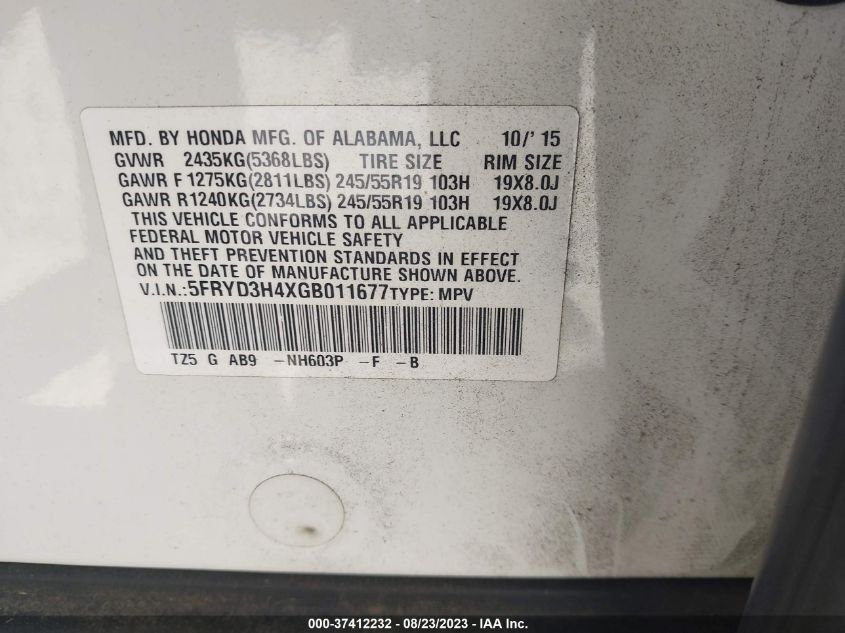 MFD. BY HONDA MFG. OF ALABAMA, LLC 10/'15
GVWR 2435KG(5368LBS) TIRE SIZE RIM SIZE
GAWR F 1275KG(2811LBS) 245/55R19 103H 19X8.0J
GAWR R1240KG(2734LBS) 245/55R19 103H 19X8.0J
THIS VEHICLE CONFORMS TO ALL APPLICABLE
FEDERAL MOTOR VEHICLE SAFETY
AND THEFT PREVENTION STANDARDS IN EFFECT
ON THE DATE OF MANUFACTURE SHOWN ABOVE.
V.I.N.:5FRYD3H4XGB011677TYPE: MPV
TZ5 G AB9 -NH603P -F -B
000-37412232 - 08/23/2023 - IAA Inc.